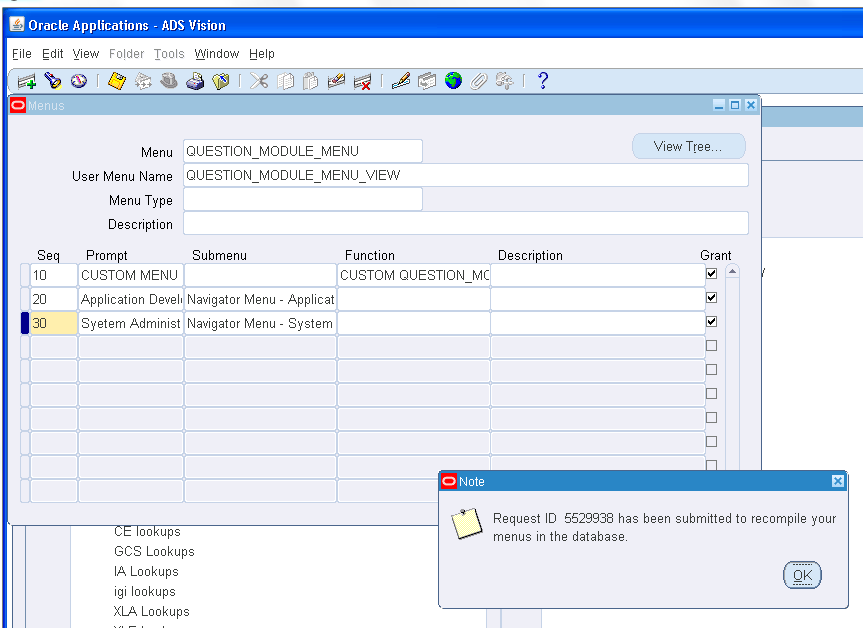 Oracle Applications - ADS Vision
File Edit View Folder Tools Window Help
Menus
Menu QUESTION_MODULE_MENU
View Tree...
User Menu Name QUESTION_MODULE_MENU_VIEW
Menu Type
Description
Seq Prompt Submenu Function Description Grant
10 CUSTOM MENU CUSTOM QUESTION_MO
20 Application Devel Navigator Menu - Applicat
30 Syetem Administ Navigator Menu - System
Note
Request ID 5529938 has been submitted to recompile your
menus in the database.
OK
CE lookups
GCS Lookups
IA Lookups
igi lookups
XLA Lookups